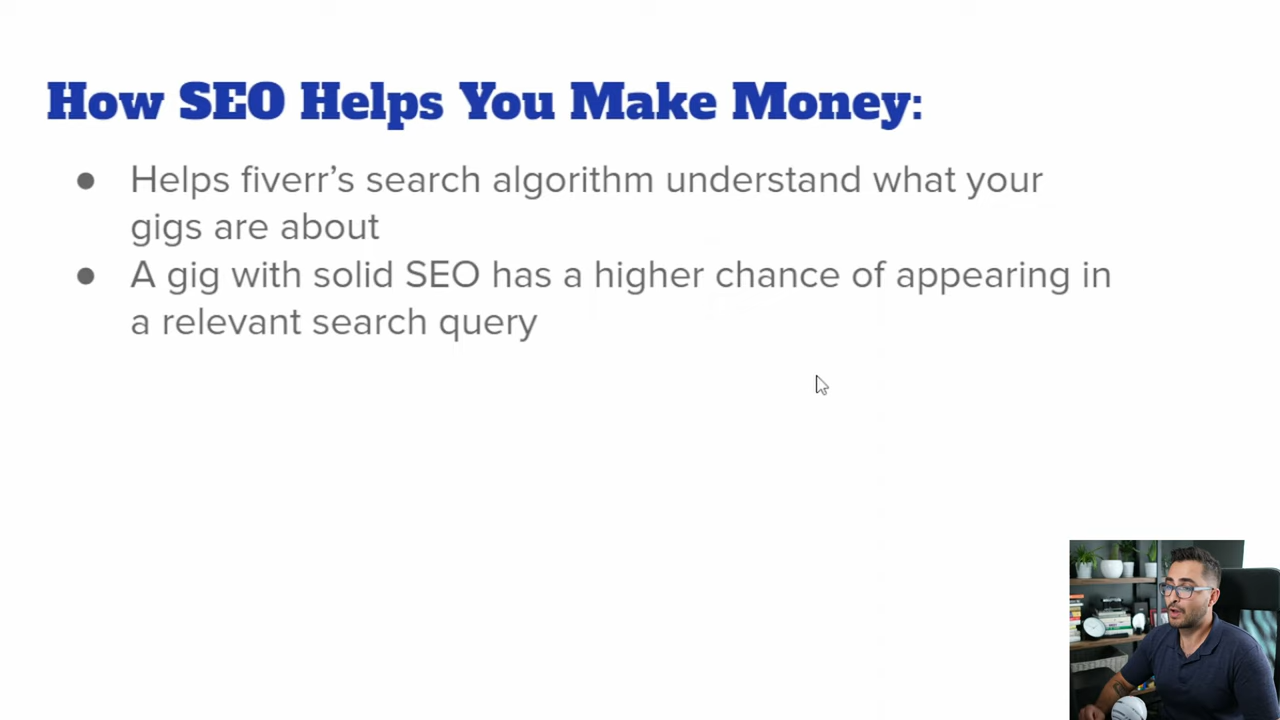 How SEO Helps You Make Money:
● Helps fiverr’s search algorithm understand what your
gigs are about
● A gig with solid SEO has a higher chance of appearing in
a relevant search query